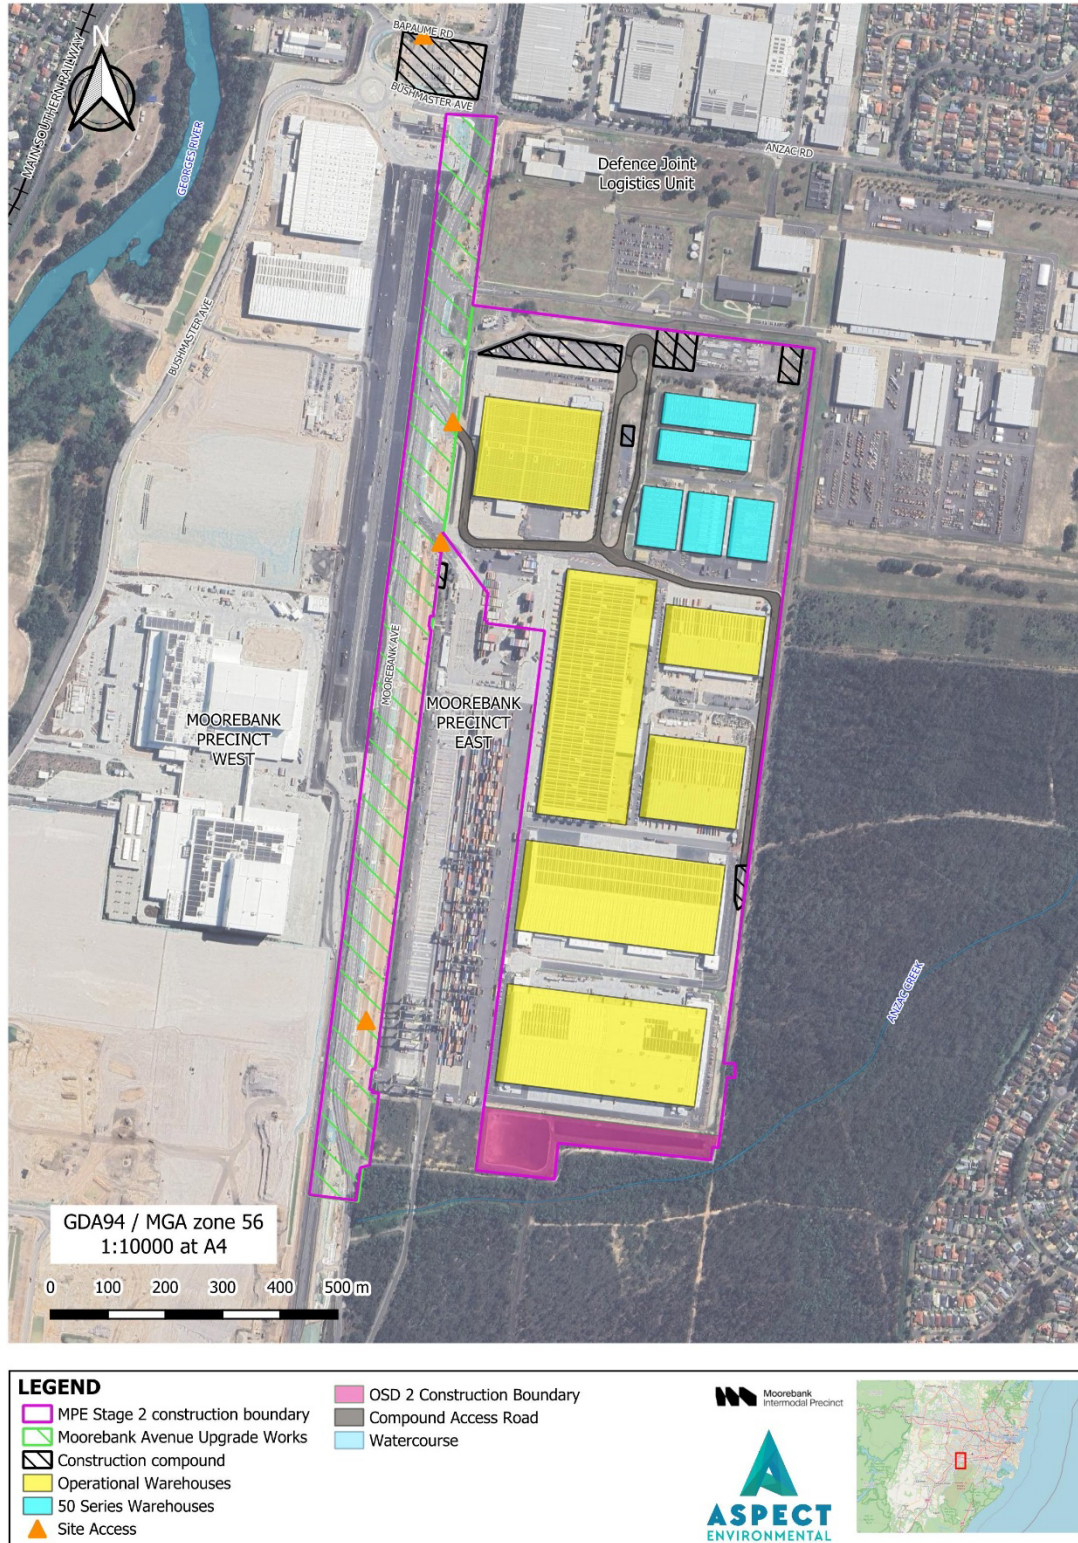 BAPAUME RD
N
BUSHMASTER AVE
MAIN SOUTHERN RAILWAY
GEORGES RIVER
ANZAC RD
Defence Joint
Logistics Unit
BUSHMASTER AVE
MOOREBANK AVE
MOOREBANK
PRECINCT
EAST
MOOREBANK
PRECINCT
WEST
ANZAC CREEK
GDA94 / MGA zone 56
1:10000 at A4
0 100 200 300 400 500 m
LEGEND
MPE Stage 2 construction boundary
Moorebank Avenue Upgrade Works
Construction compound
Operational Warehouses
50 Series Warehouses
Site Access
OSD 2 Construction Boundary
Compound Access Road
Watercourse
Moorebank
Intermodal Precinct
ASPECT
ENVIRONMENTAL